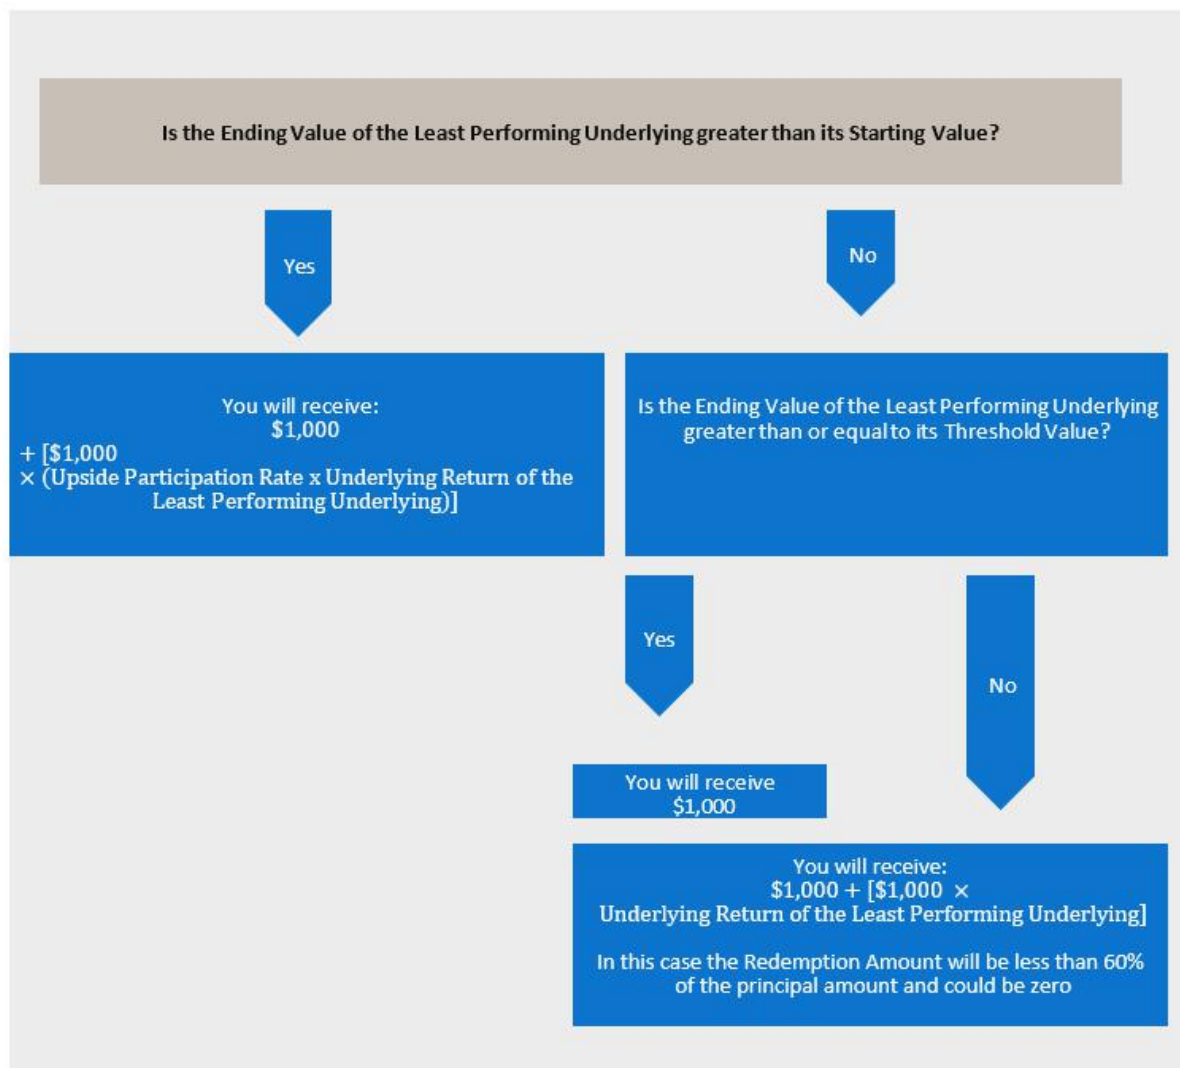 Is the Ending Value of the Least Performing Underlying greater than its Starting Value?
Yes
No
You will receive:
$1,000
+ [$1,000
× (Upside Participation Rate x Underlying Return of the
Least Performing Underlying)]
Is the Ending Value of the Least Performing Underlying
greater than or equal to its Threshold Value?
Yes
No
You will receive
$1,000
You will receive:
$1,000 + [$1,000 ×
Underlying Return of the Least Performing Underlying]
In this case the Redemption Amount will be less than 60%
of the principal amount and could be zero